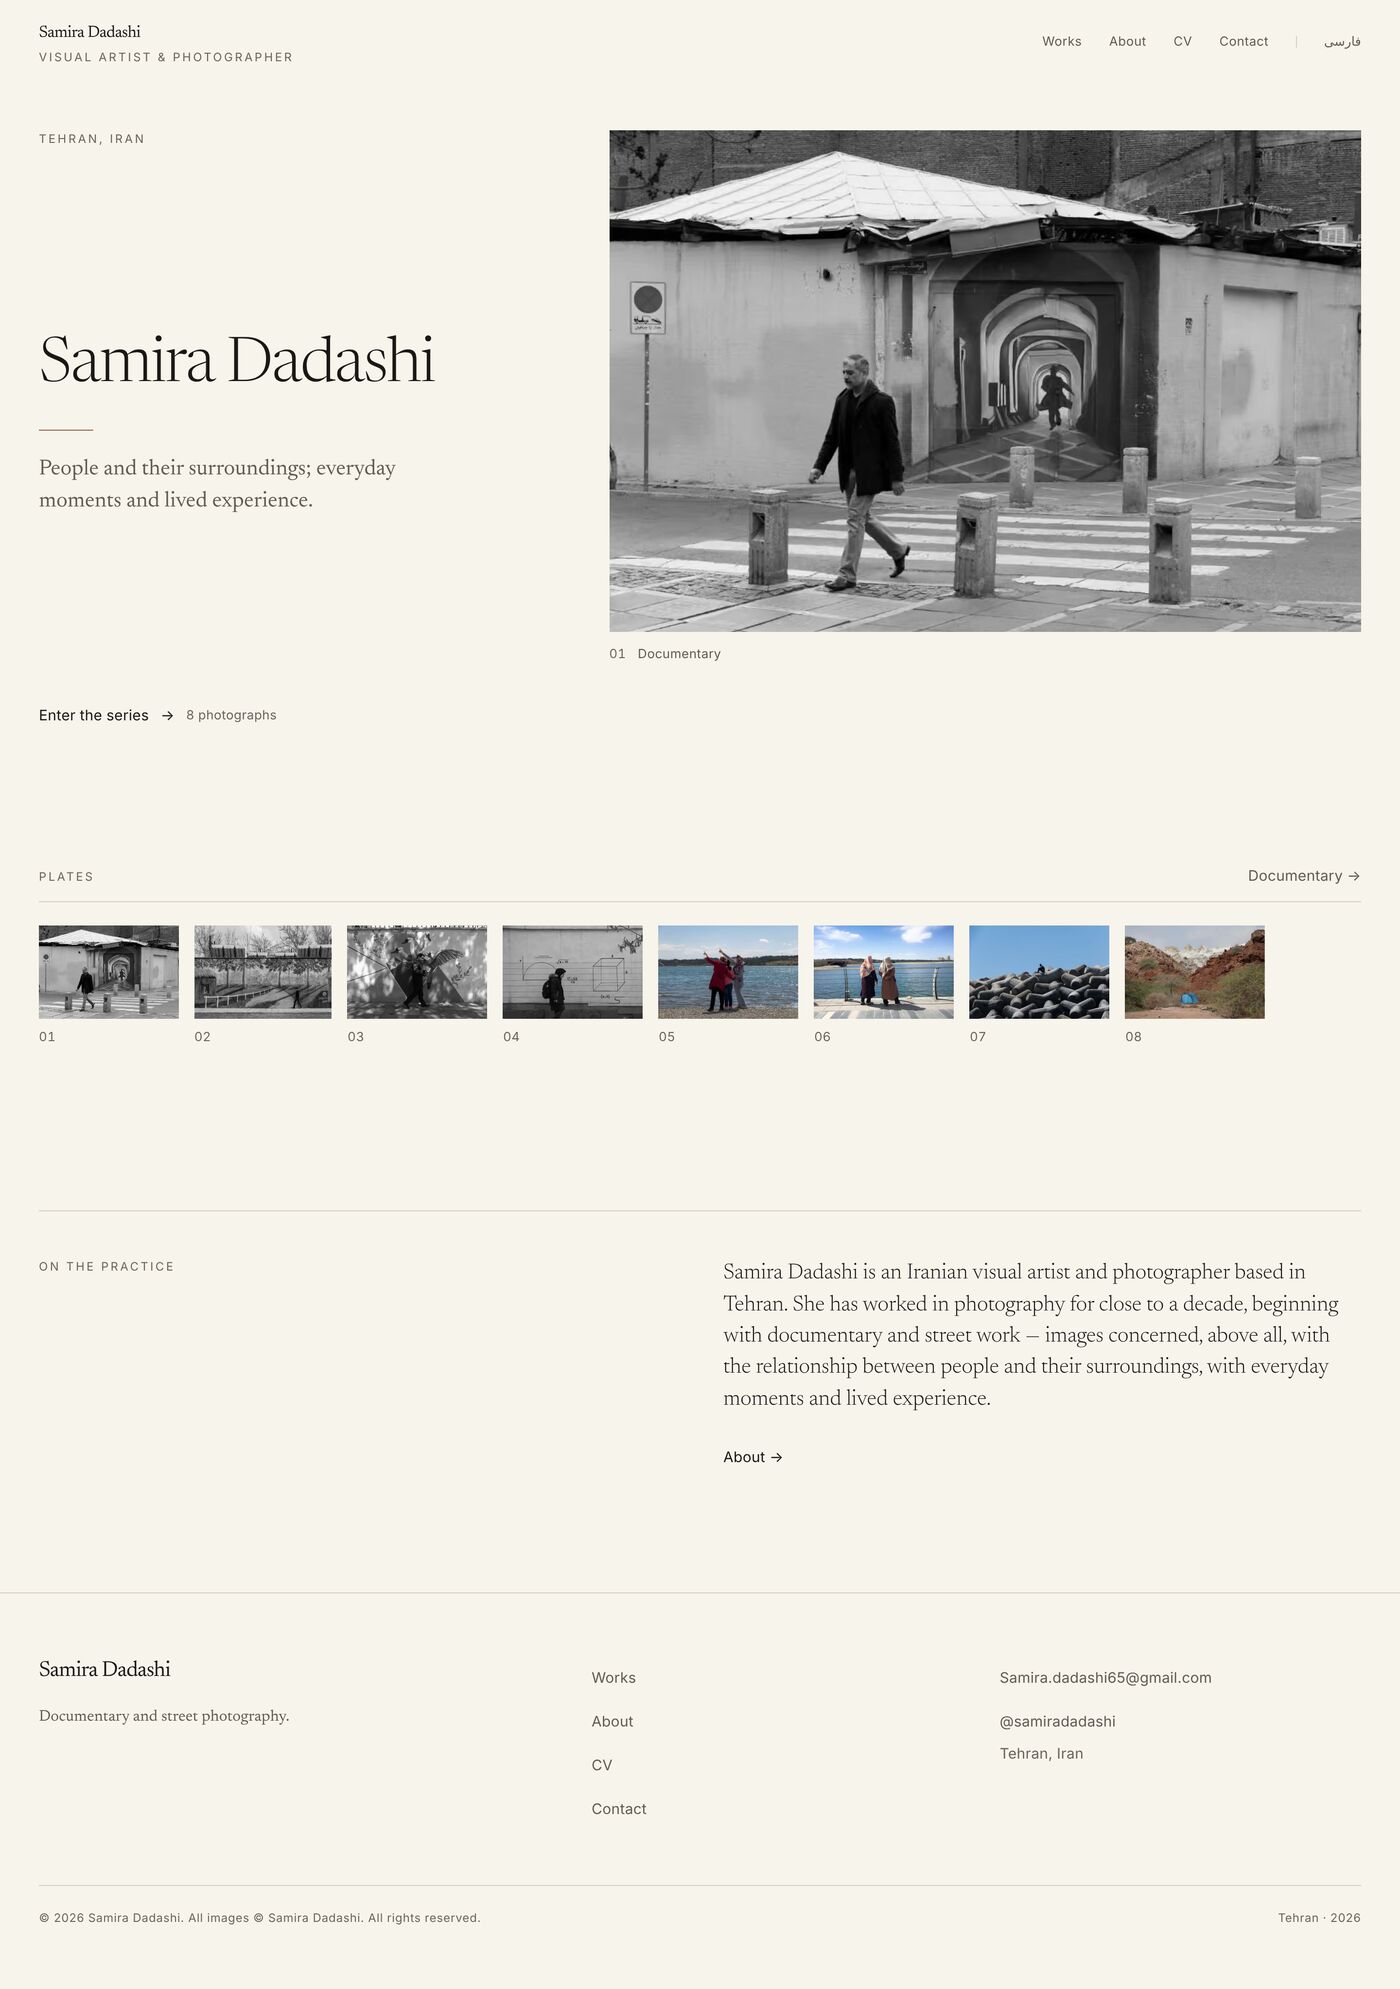 Samira Dadashi
VISUAL ARTIST & PHOTOGRAPHER
Works
About
CV
Contact
فارسی
TEHRAN, IRAN
Samira Dadashi
People and their surroundings; everyday
moments and lived experience.
01 Documentary
Enter the series → 8 photographs
PLATES
Documentary →
01
02
03
04
05
06
07
08
ON THE PRACTICE
Samira Dadashi is an Iranian visual artist and photographer based in
Tehran. She has worked in photography for close to a decade, beginning
with documentary and street work — images concerned, above all, with
the relationship between people and their surroundings, with everyday
moments and lived experience.
About →
Samira Dadashi
Documentary and street photography.
Works
About
CV
Contact
Samira.dadashi65@gmail.com
@samiradadashi
Tehran, Iran
© 2026 Samira Dadashi. All images © Samira Dadashi. All rights reserved.
Tehran · 2026